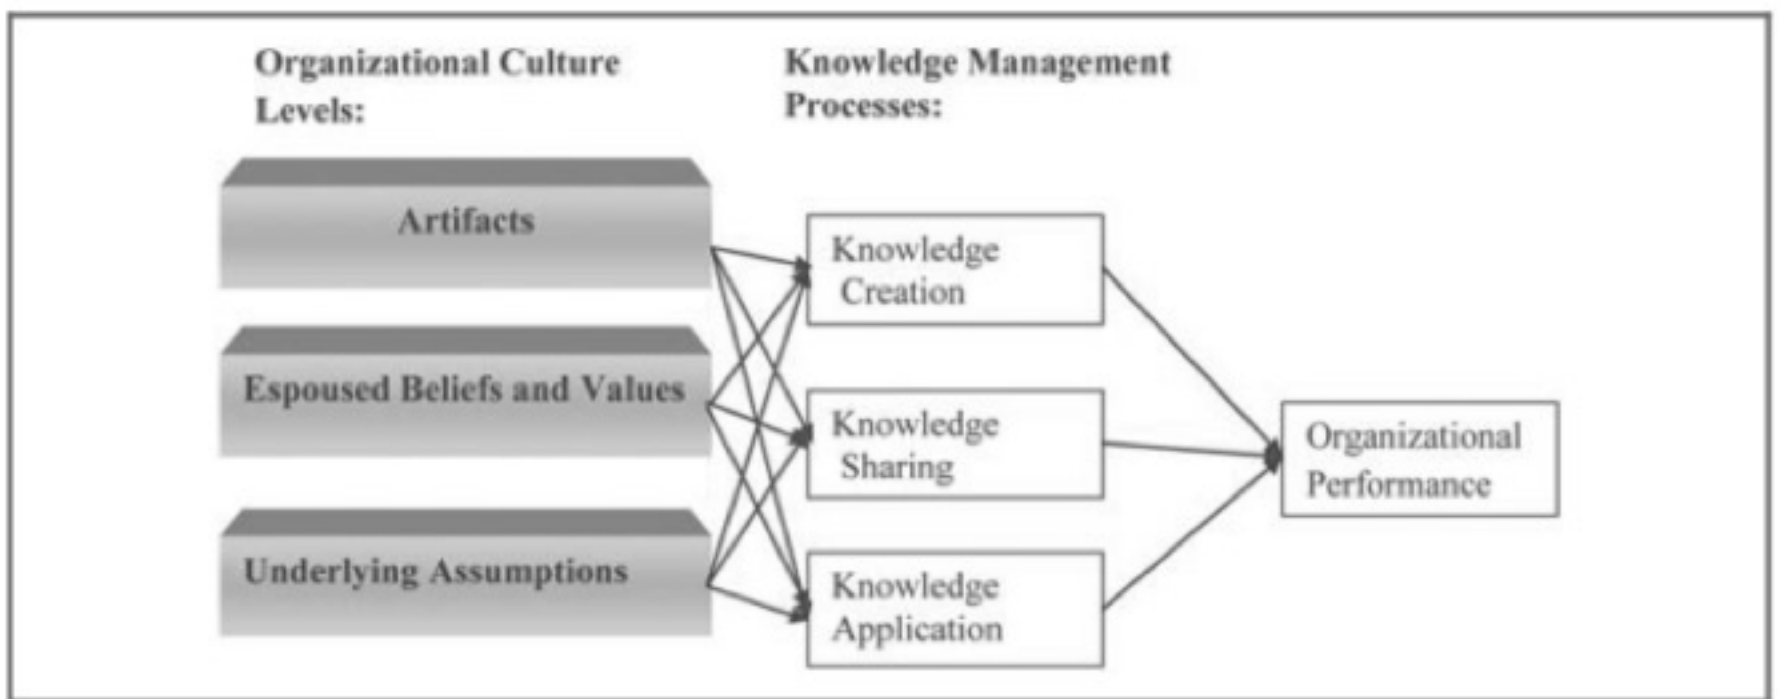 Organizational Culture
Levels:
Knowledge Management
Processes:
Artifacts
Espoused Beliefs and Values
Underlying Assumptions
Knowledge
Creation
Knowledge
Sharing
Knowledge
Application
Organizational
Performance